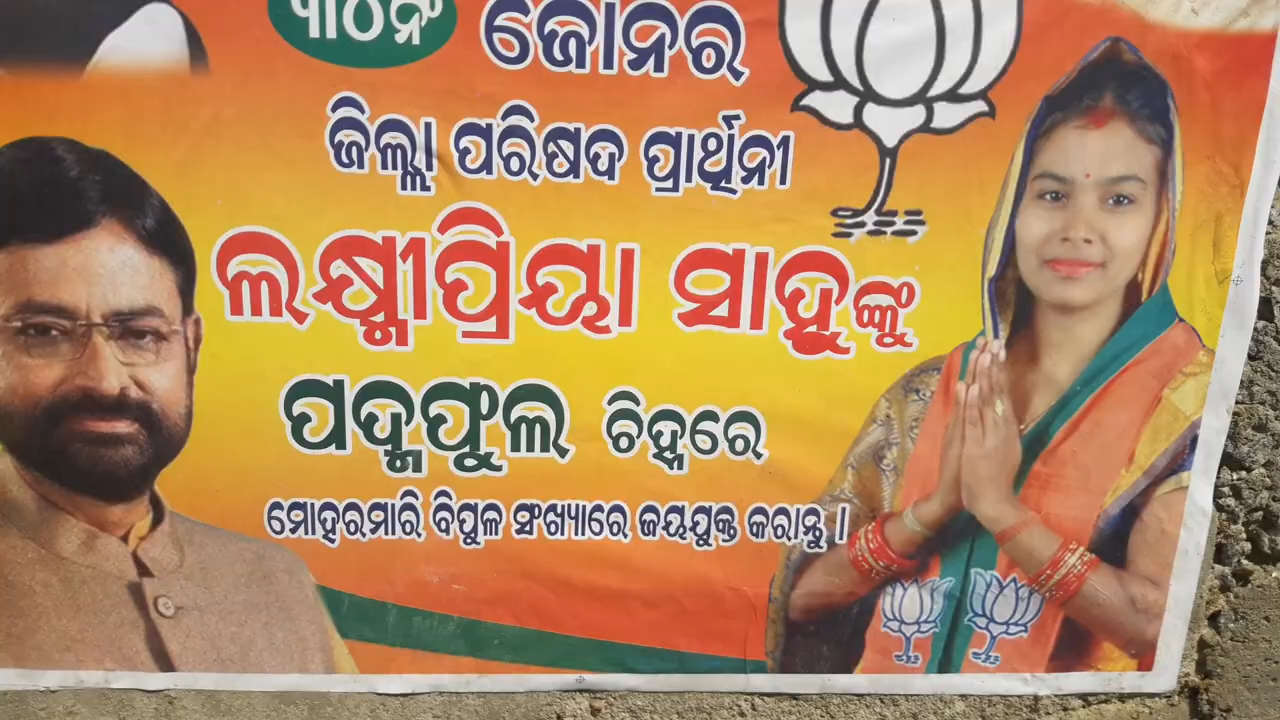 ଜୋନର
ଜିଲ୍ଲା ପରିଷଦ ପ୍ରାର୍ଥିନୀ
ଲକ୍ଷ୍ମୀପ୍ରିୟା ସାହୁଙ୍କୁ
ପଦ୍ମଫୁଲ ଚିହ୍ନରେ
ମୋହରମାରି ବିପୁଳ ସଂଖ୍ୟାରେ ଜୟଯୁକ୍ତ କରାନ୍ତୁ ।